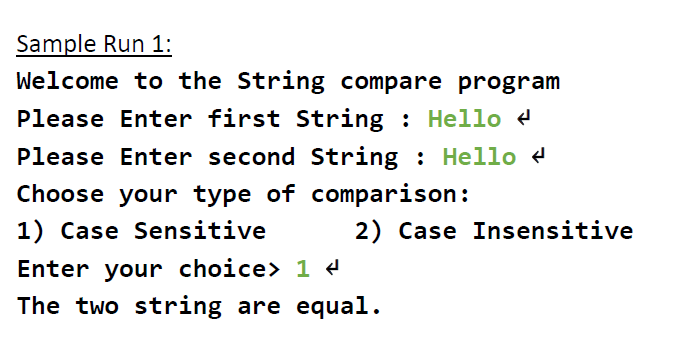 Sample Run 1:
Welcome to the String compare program
Please Enter first String : Hello ↲
Please Enter second String : Hello ↲
Choose your type of comparison:
1) Case Sensitive      2) Case Insensitive
Enter your choice> 1 ↲
The two string are equal.